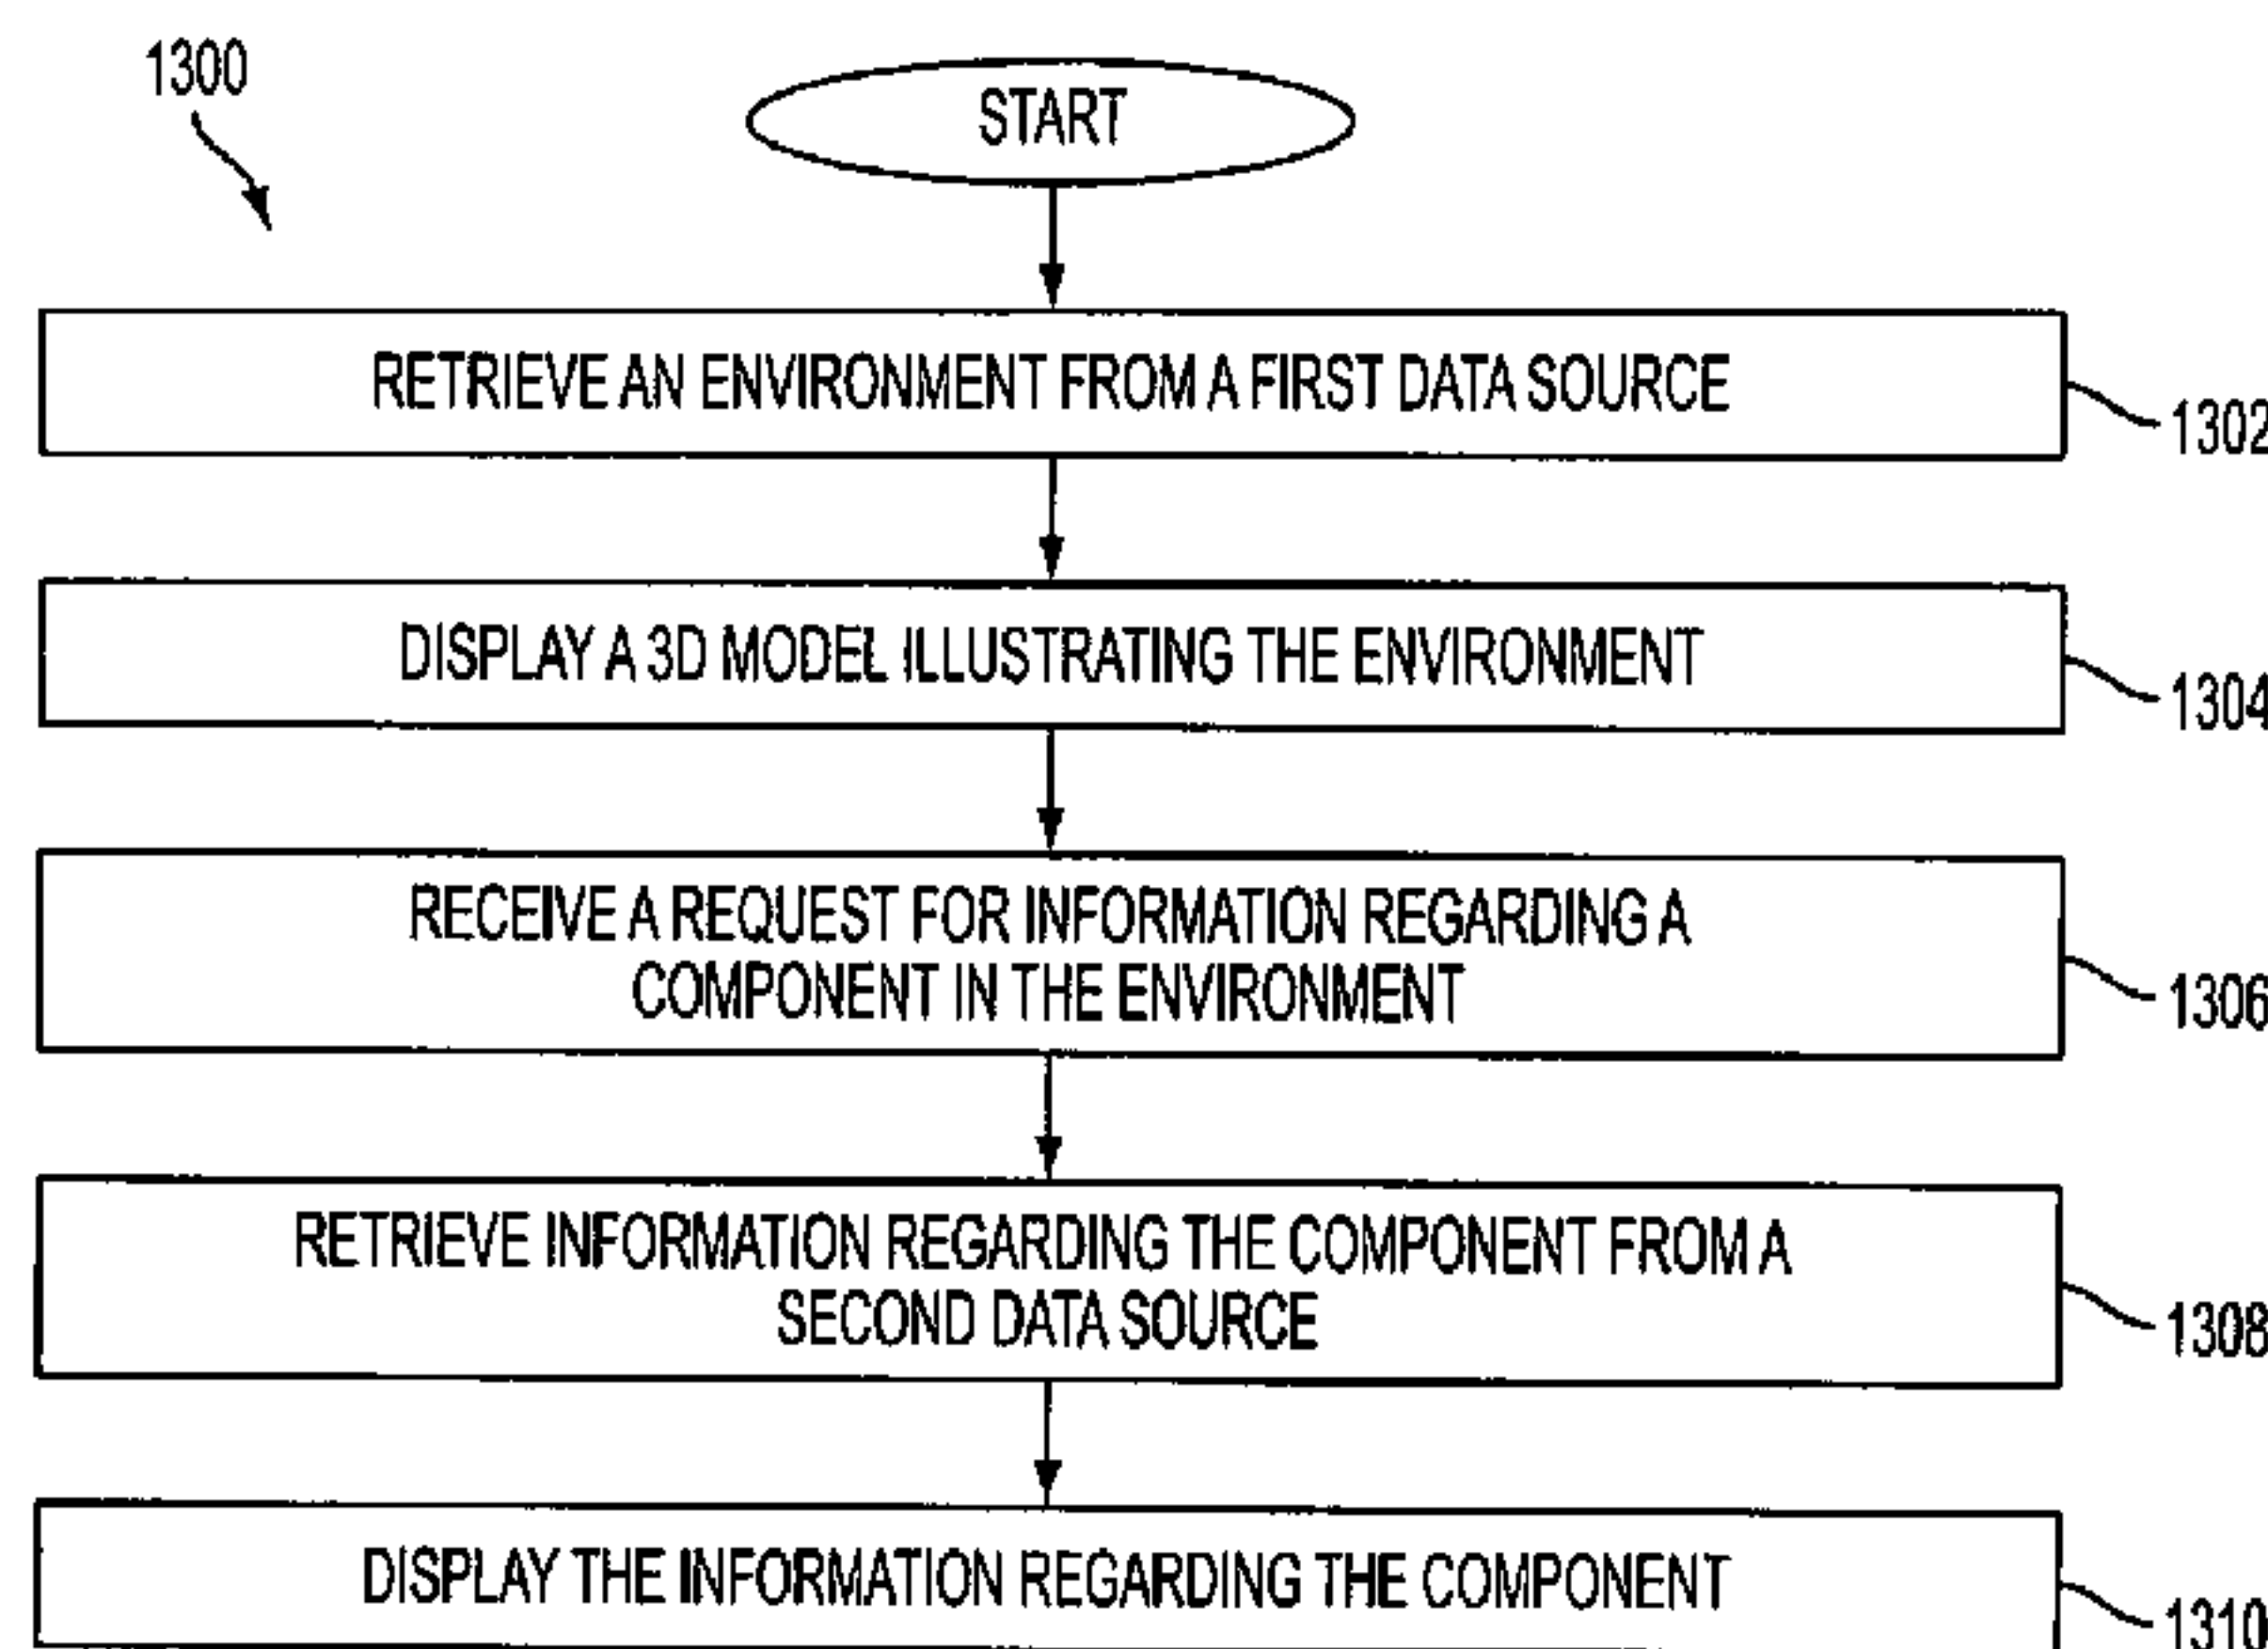 1300
START
RETRIEVE AN ENVIRONMENT FROM A FIRST DATA SOURCE
1302
DISPLAY A 3D MODEL ILLUSTRATING THE ENVIRONMENT
1304
RECEIVE A REQUEST FOR INFORMATION REGARDING A
COMPONENT IN THE ENVIRONMENT
1306
RETRIEVE INFORMATION REGARDING THE COMPONENT FROM A
SECOND DATA SOURCE
1308
DISPLAY THE INFORMATION REGARDING THE COMPONENT
1310